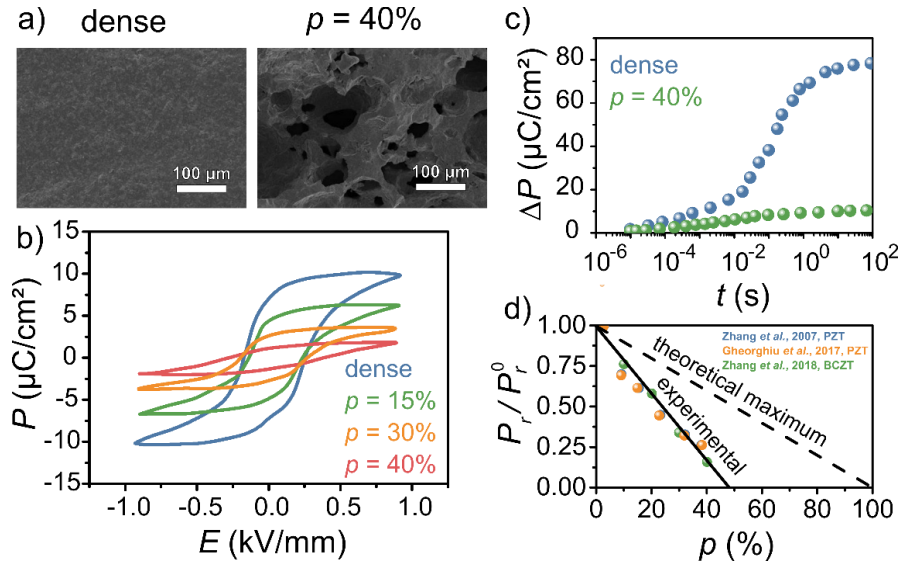 a)
dense
p = 40%
100 µm
100 µm
b)
P (µC/cm²)
15
10
5
0
-5
-10
-15
-1.0
-0.5
0.0
0.5
1.0
E (kV/mm)
dense
p = 15%
p = 30%
p = 40%
c)
ΔP (µC/cm²)
80
60
40
20
0
dense
p = 40%
10⁻⁶
10⁻⁴
10⁻²
10⁰
10²
t (s)
d)
Pᵣ / Pᵣ⁰
1.00
0.75
0.50
0.25
0.00
Zhang et al., 2007, PZT
Gheorghiu et al., 2017, PZT
Zhang et al., 2018, BCZT
theoretical maximum
experimental
0
20
40
60
80
100
p (%)